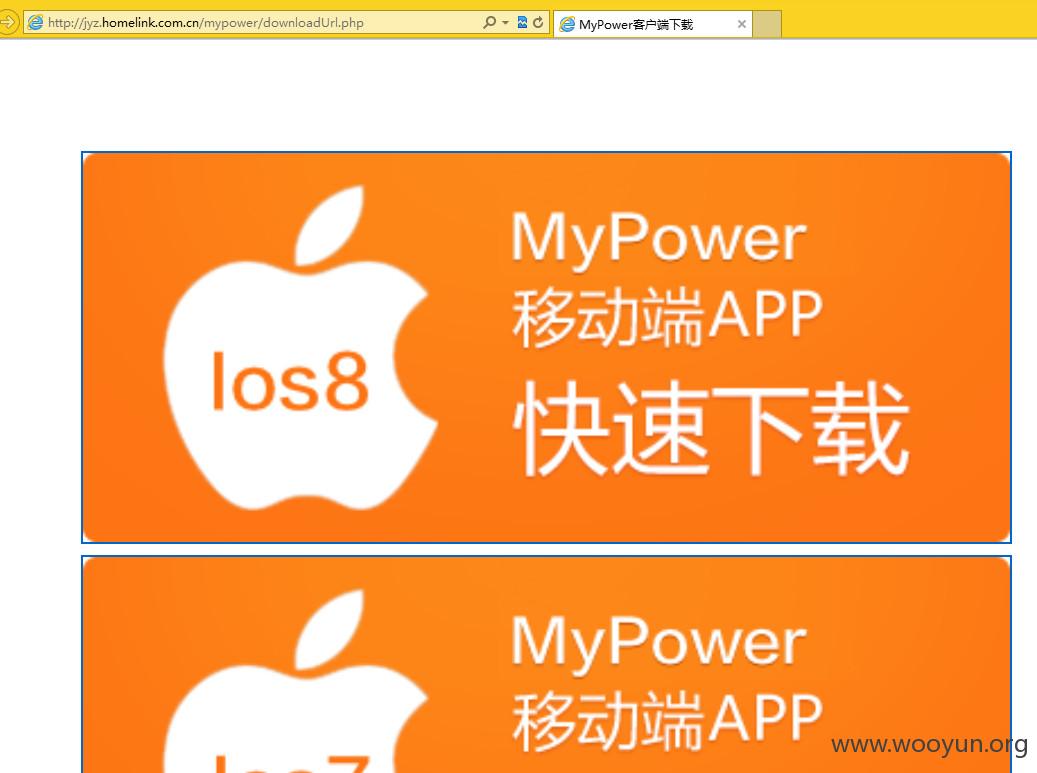 http://jyz.homelink.com.cn/mypower/downloadUrl.php
MyPower客户端下载
Ios8
MyPower
移动端APP
快速下载
Ios7
MyPower
移动端APP
www.wooyun.org